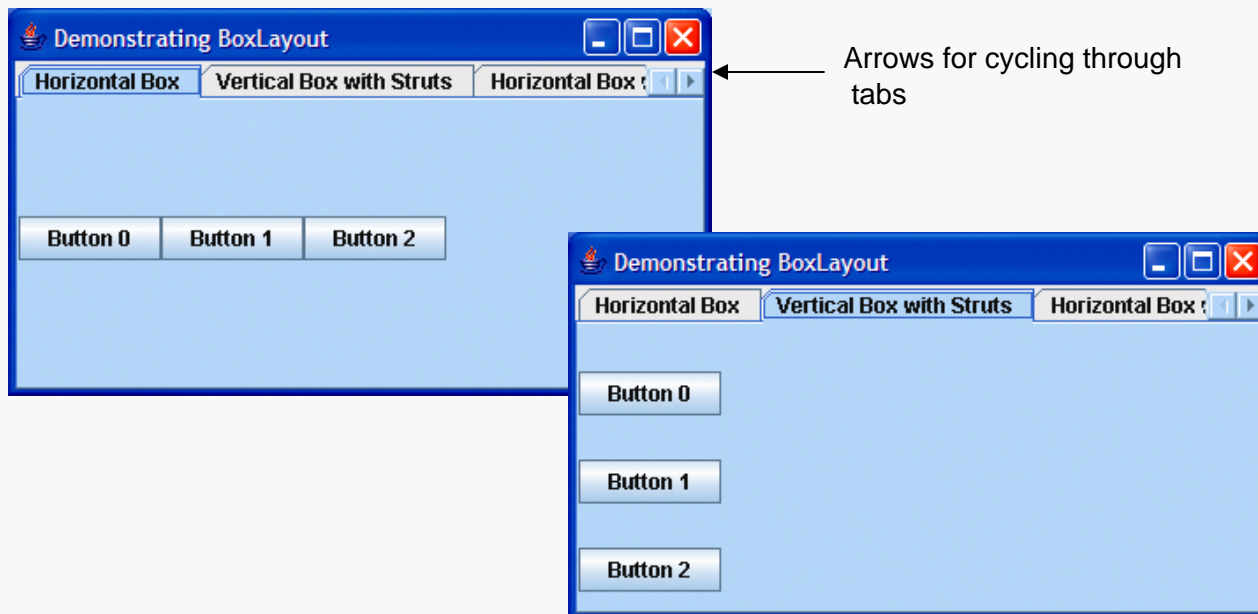 Demonstrating BoxLayout
Horizontal Box Vertical Box with Struts Horizontal Box
Arrows for cycling through
tabs
Button 0 Button 1 Button 2
Demonstrating BoxLayout
Horizontal Box Vertical Box with Struts Horizontal Box
Button 0
Button 1
Button 2